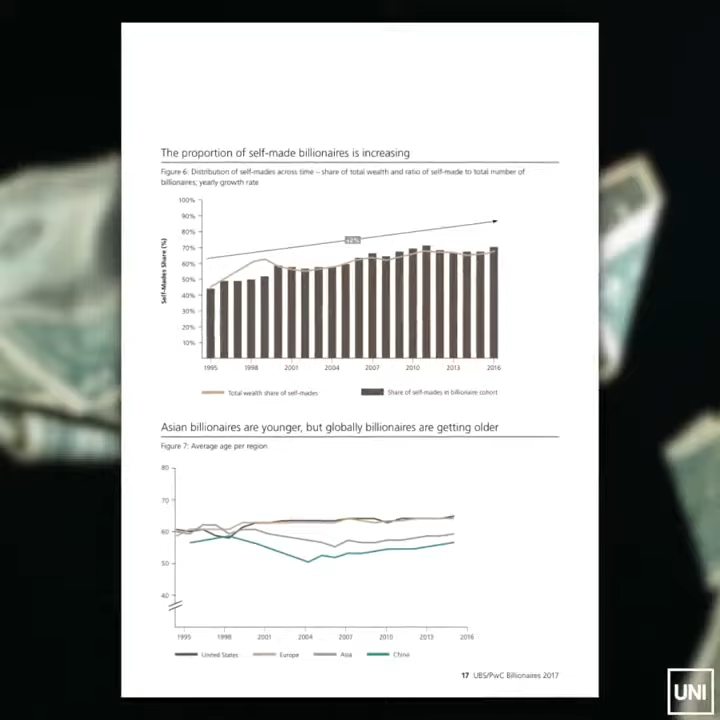 The proportion of self-made billionaires is increasing
Figure 6: Distribution of self-mades across time – share of total wealth and ratio of self-made to total number of
billionaires; yearly growth rate
100%
90%
80%
70%
60%
50%
40%
30%
20%
10%
Self-Mades Share (%)
1995 1998 2001 2004 2007 2010 2013 2016
Total wealth share of self-mades Share of self-mades in billionaire cohort
Asian billionaires are younger, but globally billionaires are getting older
Figure 7: Average age per region
80
70
60
50
40
1995 1998 2001 2004 2007 2010 2013 2016
United States Europe Asia China
17 UBS/PwC Billionaires 2017
UNI